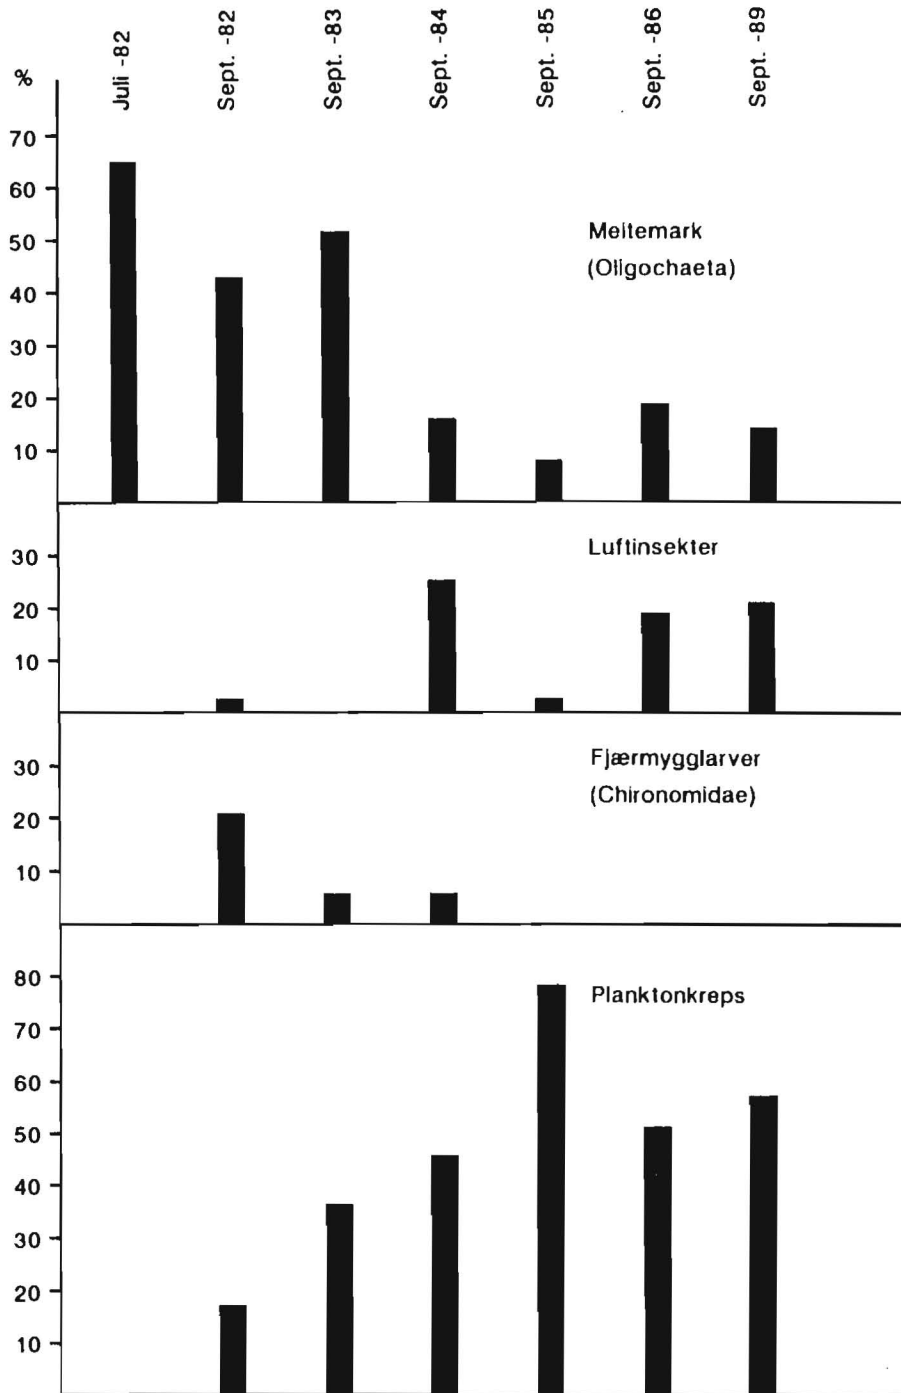 %
Juli -82
Sept. -82
Sept. -83
Sept. -84
Sept. -85
Sept. -86
Sept. -89
70
60
50
40
30
20
10
Meitemark
(Oligochaeta)
30
20
10
Luftinsekter
30
20
10
Fjærmygglarver
(Chironomidae)
80
70
60
50
40
30
20
10
Planktonkreps